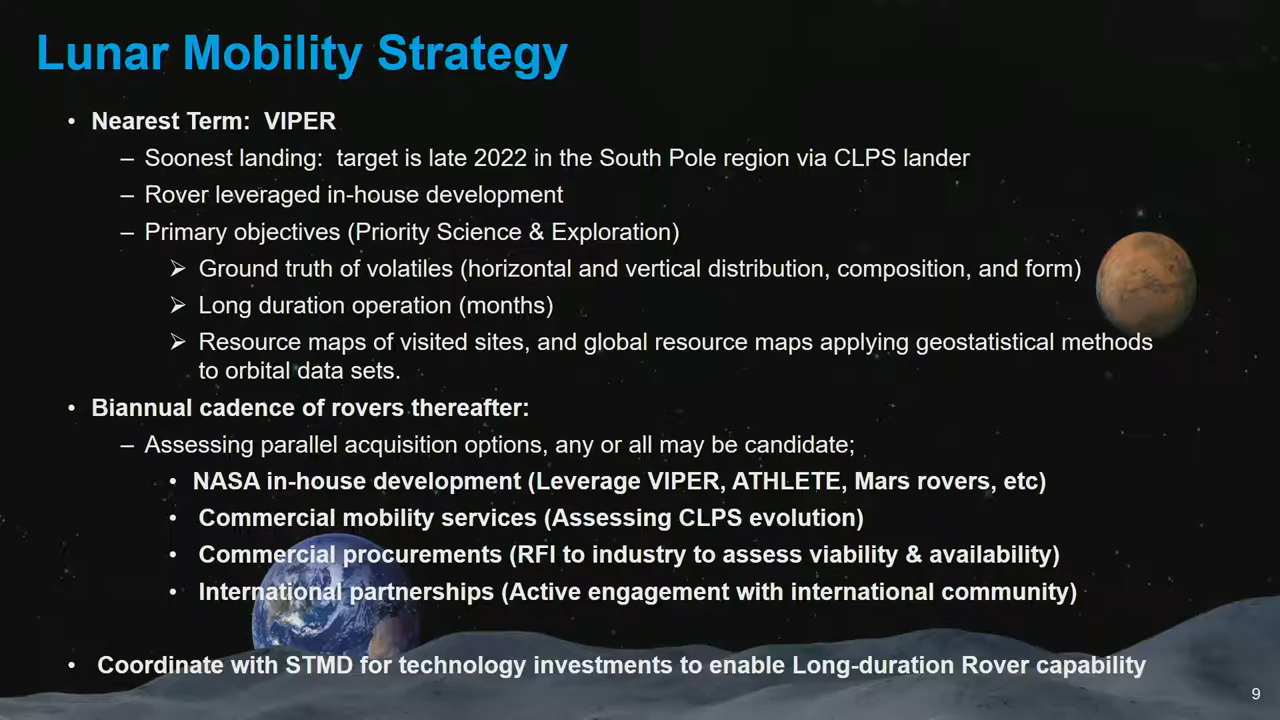 Lunar Mobility Strategy
• Nearest Term: VIPER
– Soonest landing: target is late 2022 in the South Pole region via CLPS lander
– Rover leveraged in-house development
– Primary objectives (Priority Science & Exploration)
➢ Ground truth of volatiles (horizontal and vertical distribution, composition, and form)
➢ Long duration operation (months)
➢ Resource maps of visited sites, and global resource maps applying geostatistical methods
to orbital data sets.
• Biannual cadence of rovers thereafter:
– Assessing parallel acquisition options, any or all may be candidate;
• NASA in-house development (Leverage VIPER, ATHLETE, Mars rovers, etc)
• Commercial mobility services (Assessing CLPS evolution)
• Commercial procurements (RFI to industry to assess viability & availability)
• International partnerships (Active engagement with international community)
• Coordinate with STMD for technology investments to enable Long-duration Rover capability
9